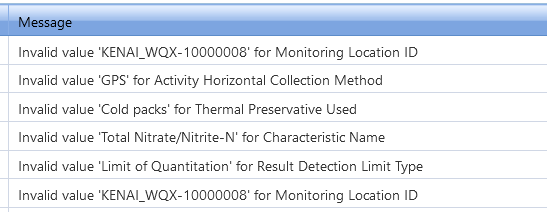 Message
Invalid value 'KENAI_WQX-10000008' for Monitoring Location ID
Invalid value 'GPS' for Activity Horizontal Collection Method
Invalid value 'Cold packs' for Thermal Preservative Used
Invalid value 'Total Nitrate/Nitrite-N' for Characteristic Name
Invalid value 'Limit of Quantitation' for Result Detection Limit Type
Invalid value 'KENAI_WQX-10000008' for Monitoring Location ID